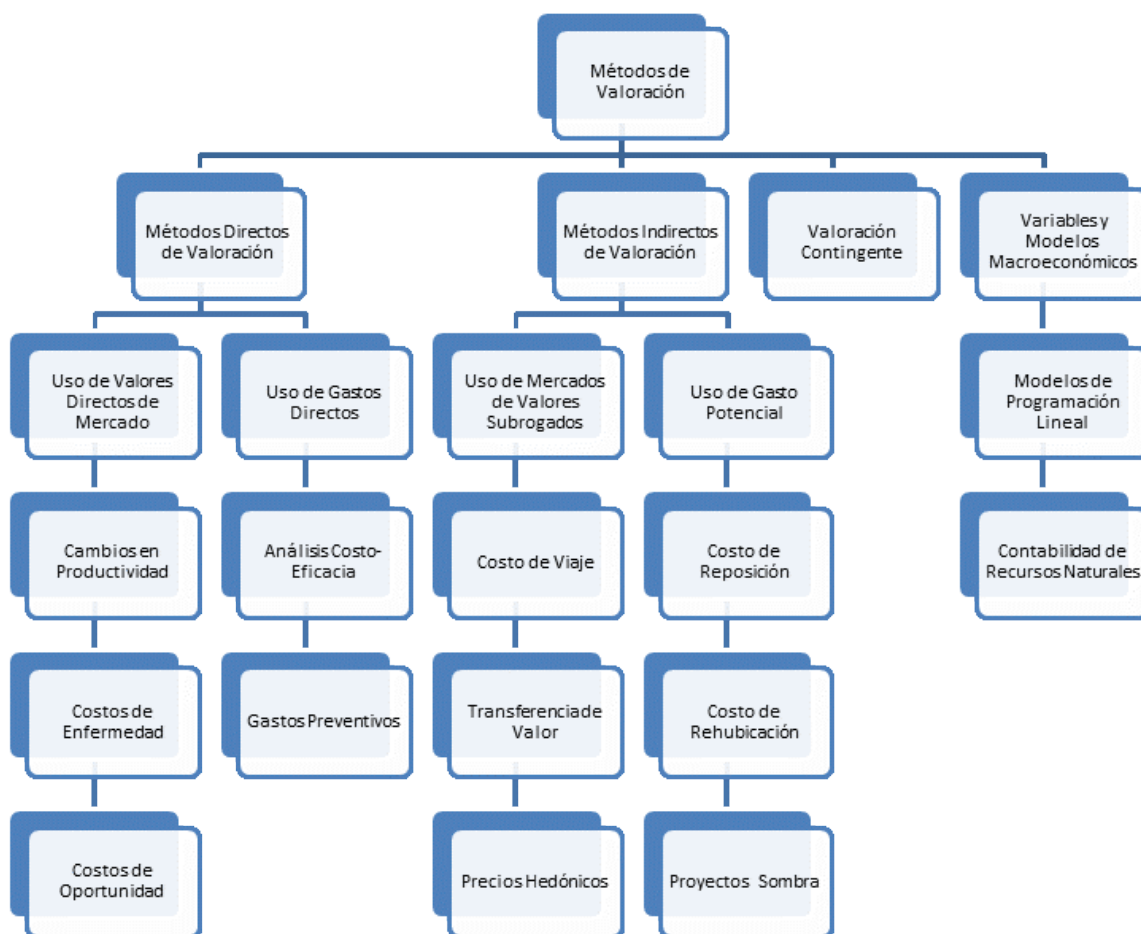 Métodos de
Valoración
Métodos Directos
de Valoración
Métodos Indirectos
de Valoración
Valoración
Contingente
Variables y
Modelos
Macroeconómicos
Uso de Valores
Directos de
Mercado
Uso de Gastos
Directos
Uso de Mercados
de Valores
Subrogados
Uso de Gasto
Potencial
Modelos de
Programación
Lineal
Cambios en
Productividad
Análisis Costo-
Eficacia
Costo de Viaje
Costo de
Reposición
Contabilidad de
Recursos Naturales
Costos de
Enfermedad
Gastos Preventivos
Transferencia de
Valor
Costo de
Rehubicación
Costos de
Oportunidad
Precios Hedónicos
Proyectos Sombra